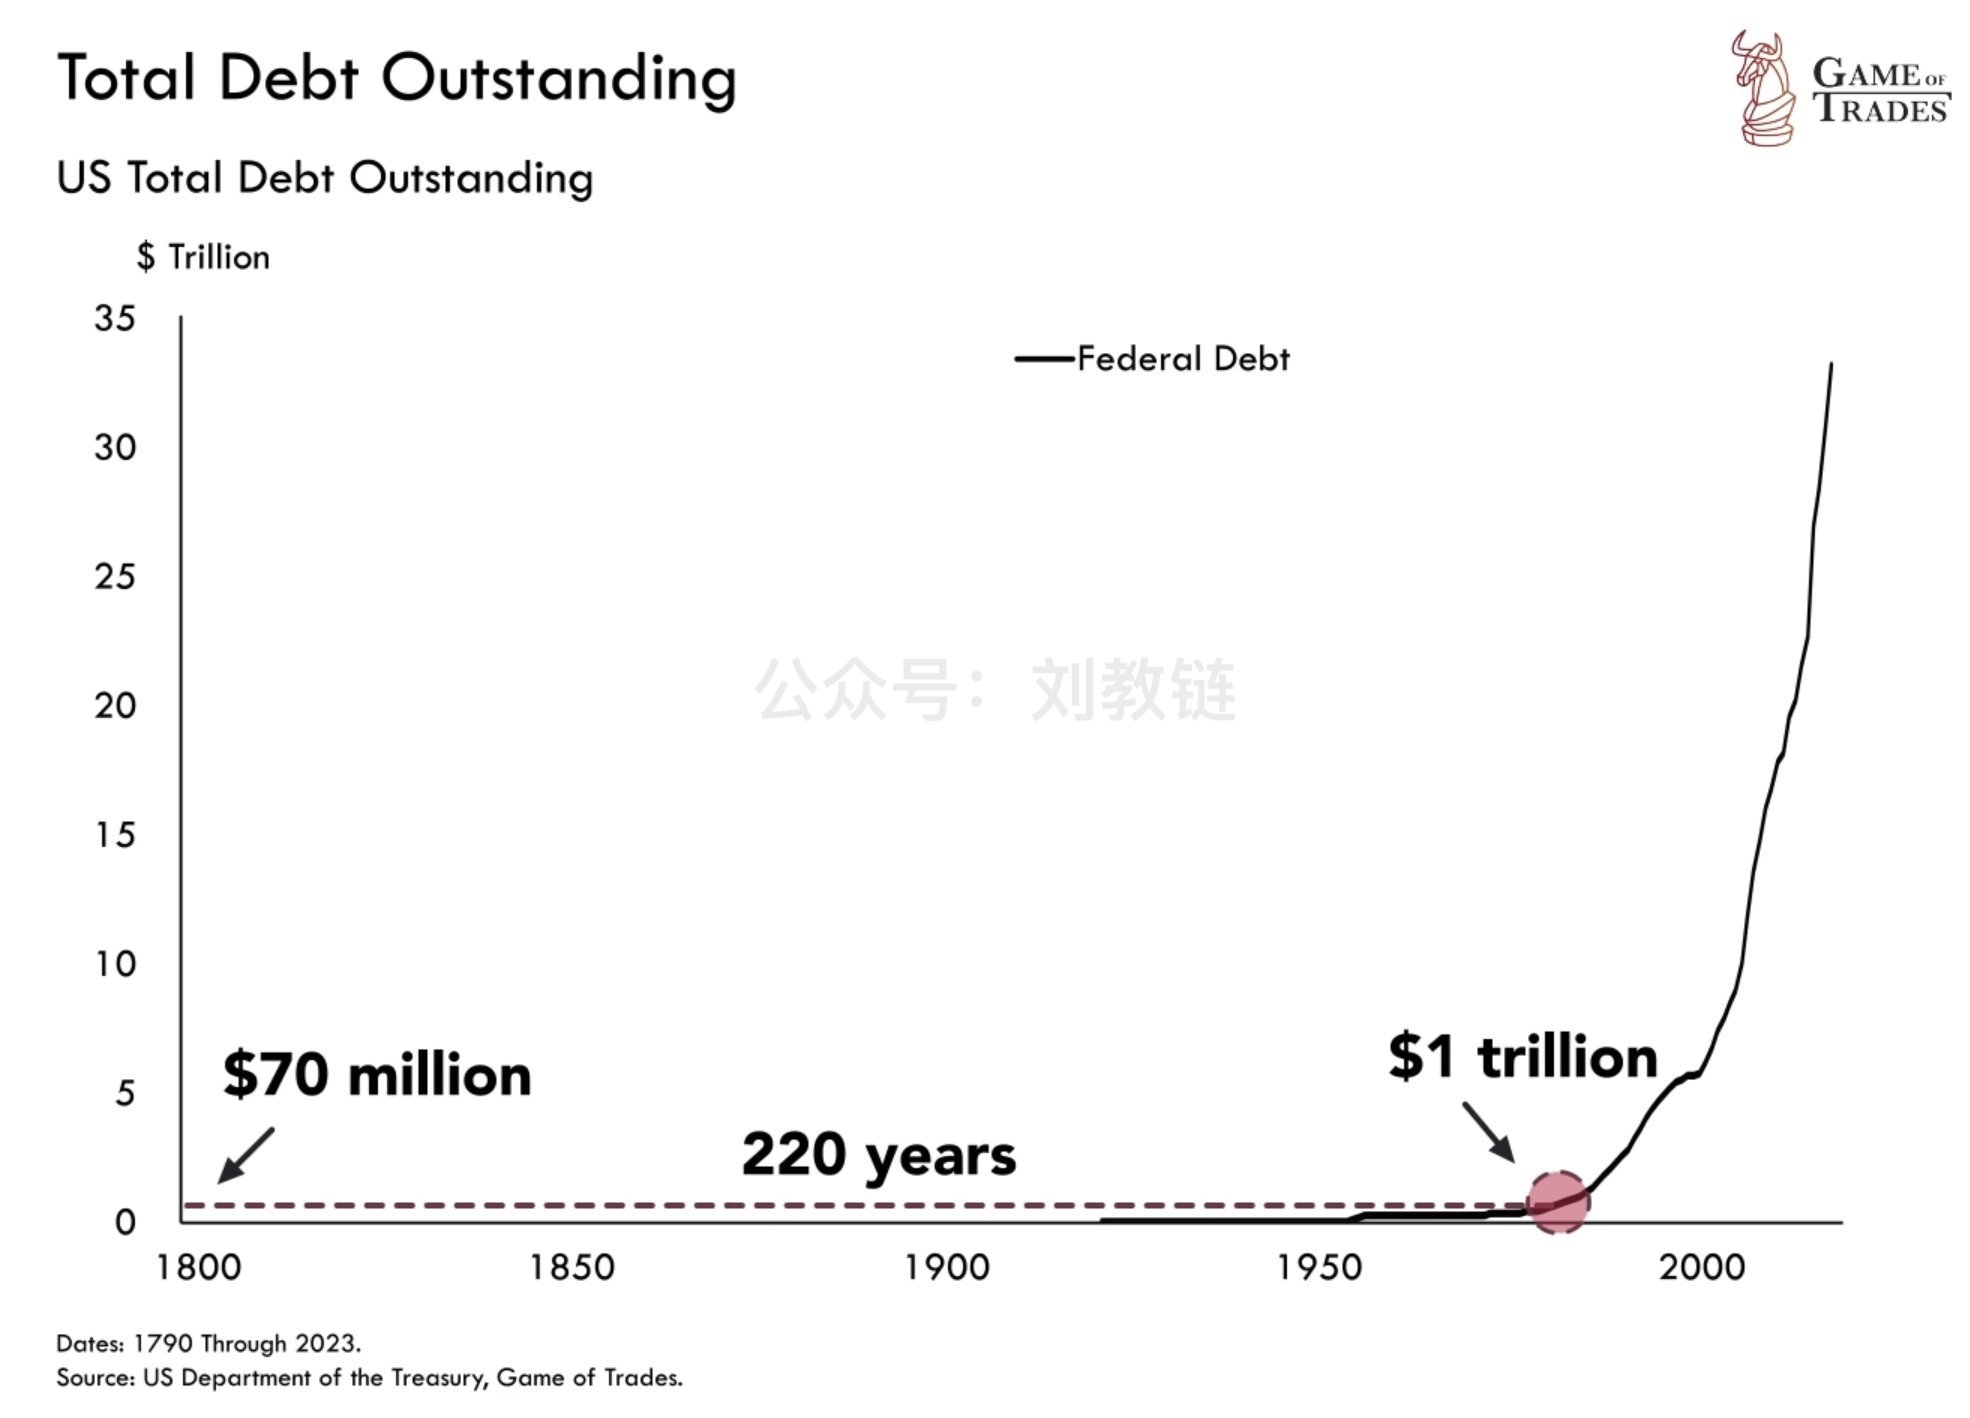 Total Debt Outstanding
GAME OF
TRADES
US Total Debt Outstanding
$ Trillion
35
Federal Debt
30
25
公众号：刘教链
20
15
10
$1 trillion
$70 million
5
220 years
0
1800 1850 1900 1950 2000
Dates: 1790 Through 2023.
Source: US Department of the Treasury, Game of Trades.